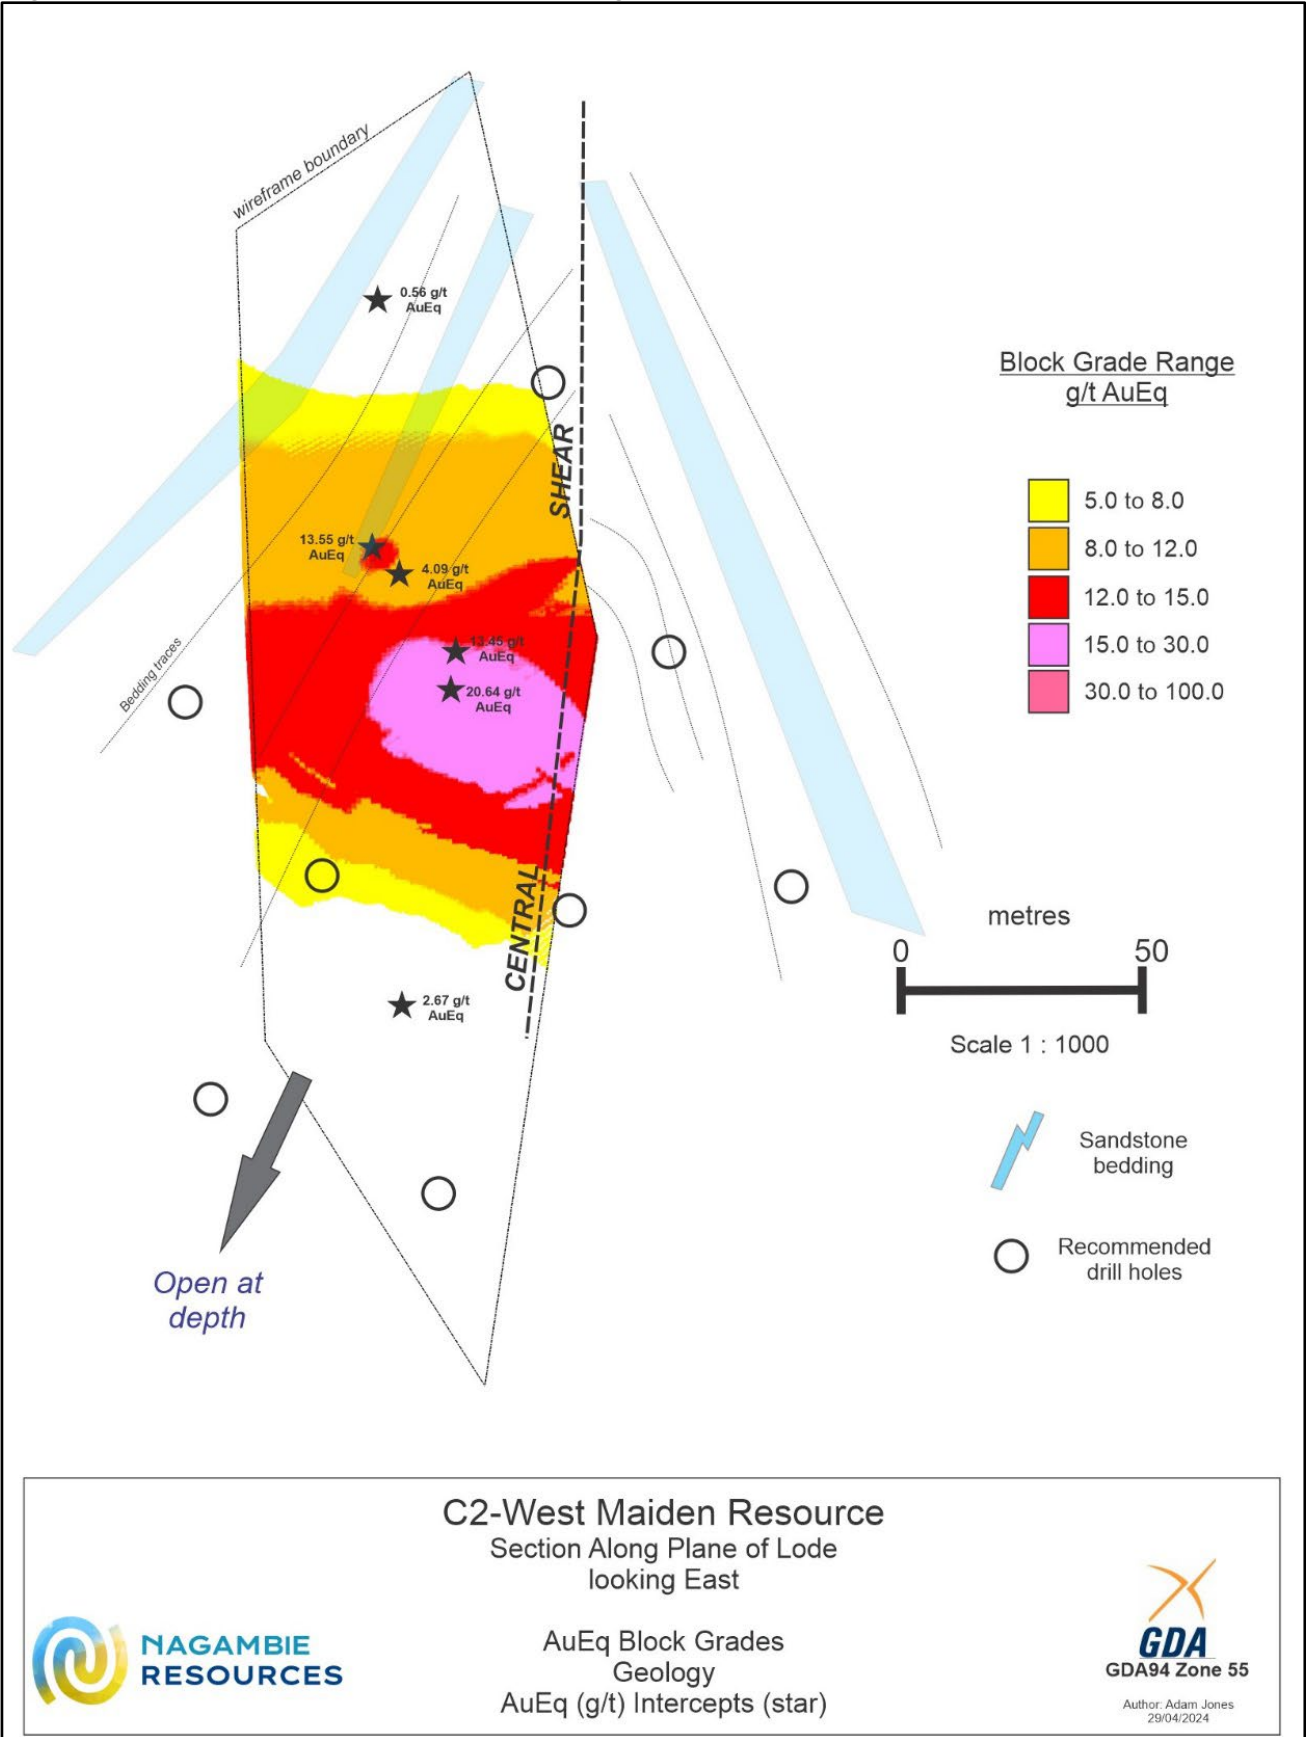 wireframe boundary
0.56 g/t
AuEq
Block Grade Range
g/t AuEq
SHEAR
5.0 to 8.0
8.0 to 12.0
12.0 to 15.0
15.0 to 30.0
30.0 to 100.0
13.55 g/t
AuEq
4.09 g/t
AuEq
13.45 g/t
AuEq
20.64 g/t
AuEq
Bedding traces
CENTRAL
metres
0 50
Scale 1 : 1000
2.67 g/t
AuEq
Sandstone
bedding
Recommended
drill holes
Open at
depth
C2-West Maiden Resource
Section Along Plane of Lode
looking East
AuEq Block Grades
Geology
AuEq (g/t) Intercepts (star)
NAGAMBIE
RESOURCES
GDA
GDA94 Zone 55
Author: Adam Jones
29/04/2024